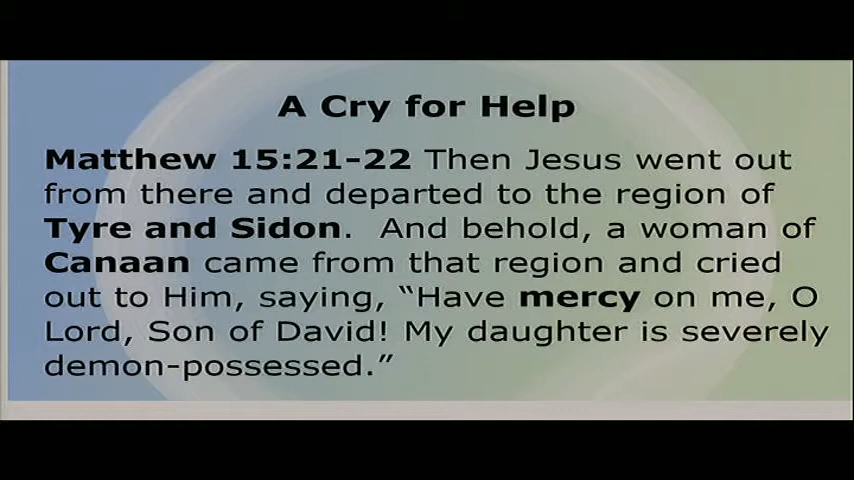 A Cry for Help
Matthew 15:21-22 Then Jesus went out
from there and departed to the region of
Tyre and Sidon.  And behold, a woman of
Canaan came from that region and cried
out to Him, saying, “Have mercy on me, O
Lord, Son of David! My daughter is severely
demon-possessed.”